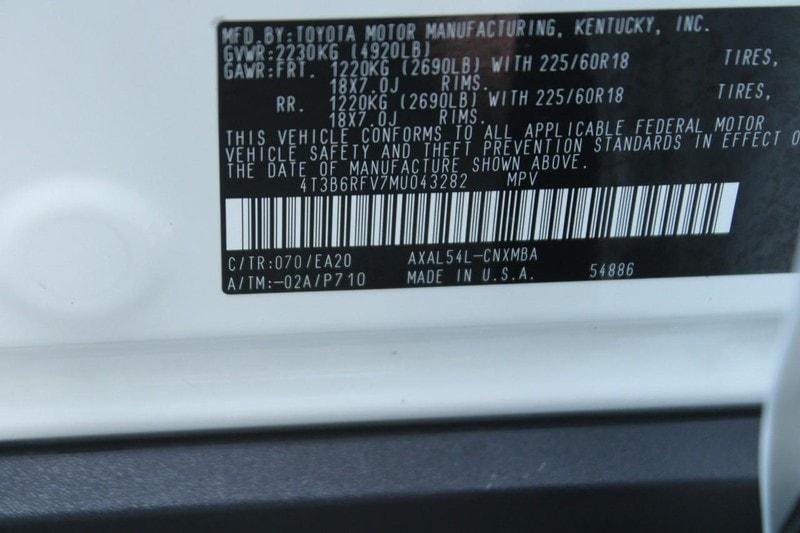 MFD.BY:TOYOTA MOTOR MANUFACTURING, KENTUCKY, INC.
GVWR:2230KG (4920LB)
GAWR:FRT. 1220KG (2690LB) WITH 225/60R18 TIRES,
18X7.0J RIMS.
RR. 1220KG (2690LB) WITH 225/60R18 TIRES,
18X7.0J RIMS.
THIS VEHICLE CONFORMS TO ALL APPLICABLE FEDERAL MOTOR
VEHICLE SAFETY AND THEFT PREVENTION STANDARDS IN EFFECT O
THE DATE OF MANUFACTURE SHOWN ABOVE.
4T3B6RFV7MU043282 MPV
C/TR:070/EA20 AXAL54L-CNXMBA
A/TM:-02A/P710 MADE IN U.S.A. 54886